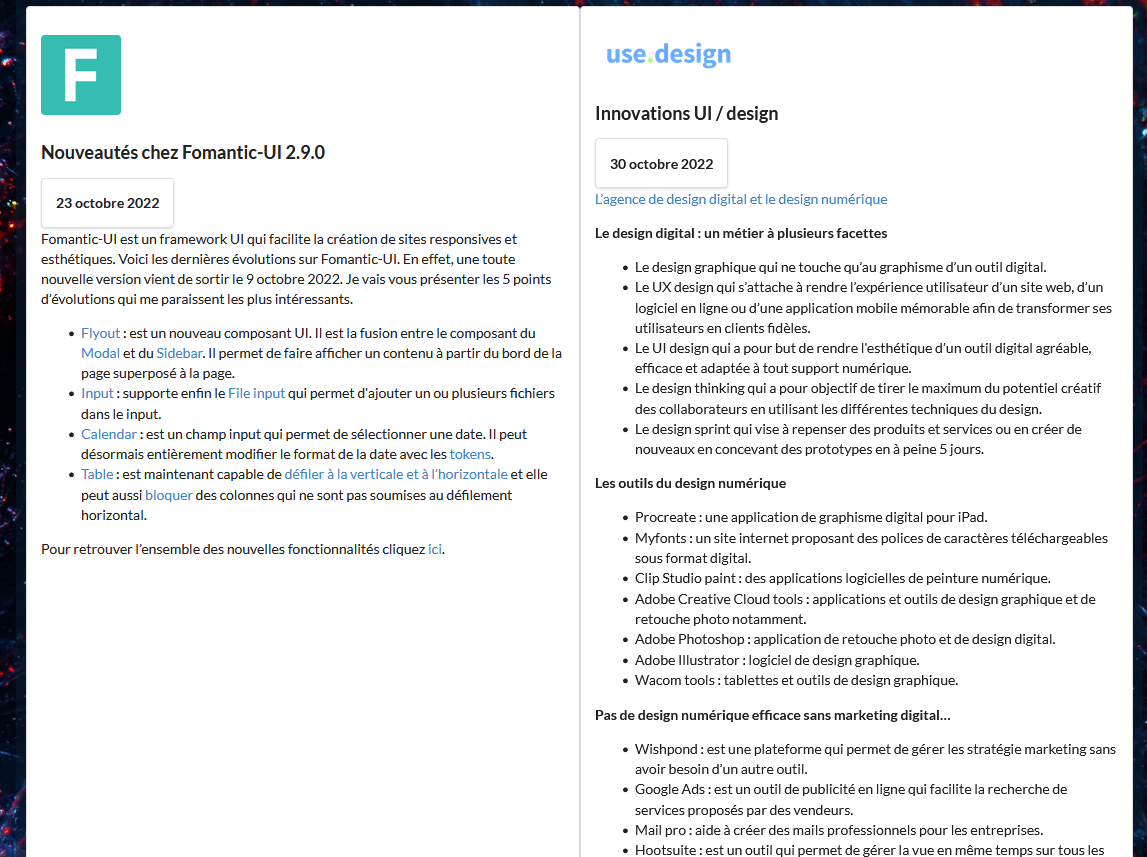 F
Nouveautés chez Fomantic-UI 2.9.0
23 octobre 2022
Fomantic-UI est un framework UI qui facilite la création de sites responsives et
esthétiques. Voici les dernières évolutions sur Fomantic-UI. En effet, une toute
nouvelle version vient de sortir le 9 octobre 2022. Je vais vous présenter les 5 points
d'évolutions qui me paraissent les plus intéressants.
• Flyout : est un nouveau composant UI. Il est la fusion entre le composant du
Modal et du Sidebar. Il permet de faire afficher un contenu à partir du bord de la
page superposé à la page.
• Input : supporte enfin le File input qui permet d'ajouter un ou plusieurs fichiers
dans le input.
• Calendar : est un champ input qui permet de sélectionner une date. Il peut
désormais entièrement modifier le format de la date avec les tokens.
• Table : est maintenant capable de défiler à la verticale et à l'horizontale et elle
peut aussi bloquer des colonnes qui ne sont pas soumises au défilement
horizontal.
Pour retrouver l'ensemble des nouvelles fonctionnalités cliquez ici.
use.design
Innovations UI / design
30 octobre 2022
L'agence de design digital et le design numérique
Le design digital : un métier à plusieurs facettes
• Le design graphique qui ne touche qu'au graphisme d'un outil digital.
• Le UX design qui s'attache à rendre l'expérience utilisateur d'un site web, d'un
logiciel en ligne ou d'une application mobile mémorable afin de transformer ses
utilisateurs en clients fidèles.
• Le UI design qui a pour but de rendre l'esthétique d'un outil digital agréable,
efficace et adaptée à tout support numérique.
• Le design thinking qui a pour objectif de tirer le maximum du potentiel créatif
des collaborateurs en utilisant les différentes techniques du design.
• Le design sprint qui vise à repenser des produits et services ou en créer de
nouveaux en concevant des prototypes en à peine 5 jours.
Les outils du design numérique
• Procreate : une application de graphisme digital pour iPad.
• Myfonts : un site internet proposant des polices de caractères téléchargeables
sous format digital.
• Clip Studio paint : des applications logicielles de peinture numérique.
• Adobe Creative Cloud tools : applications et outils de design graphique et de
retouche photo notamment.
• Adobe Photoshop : application de retouche photo et de design digital.
• Adobe Illustrator : logiciel de design graphique.
• Wacom tools : tablettes et outils de design graphique.
Pas de design numérique efficace sans marketing digital…
• Wishpond : est une plateforme qui permet de gérer les stratégie marketing sans
avoir besoin d'un autre outil.
• Google Ads : est un outil de publicité en ligne qui facilite la recherche de
services proposés par des vendeurs.
• Mail pro : aide à créer des mails professionnels pour les entreprises.
• Hootsuite : est un outil qui permet de gérer la vue en même temps sur tous les